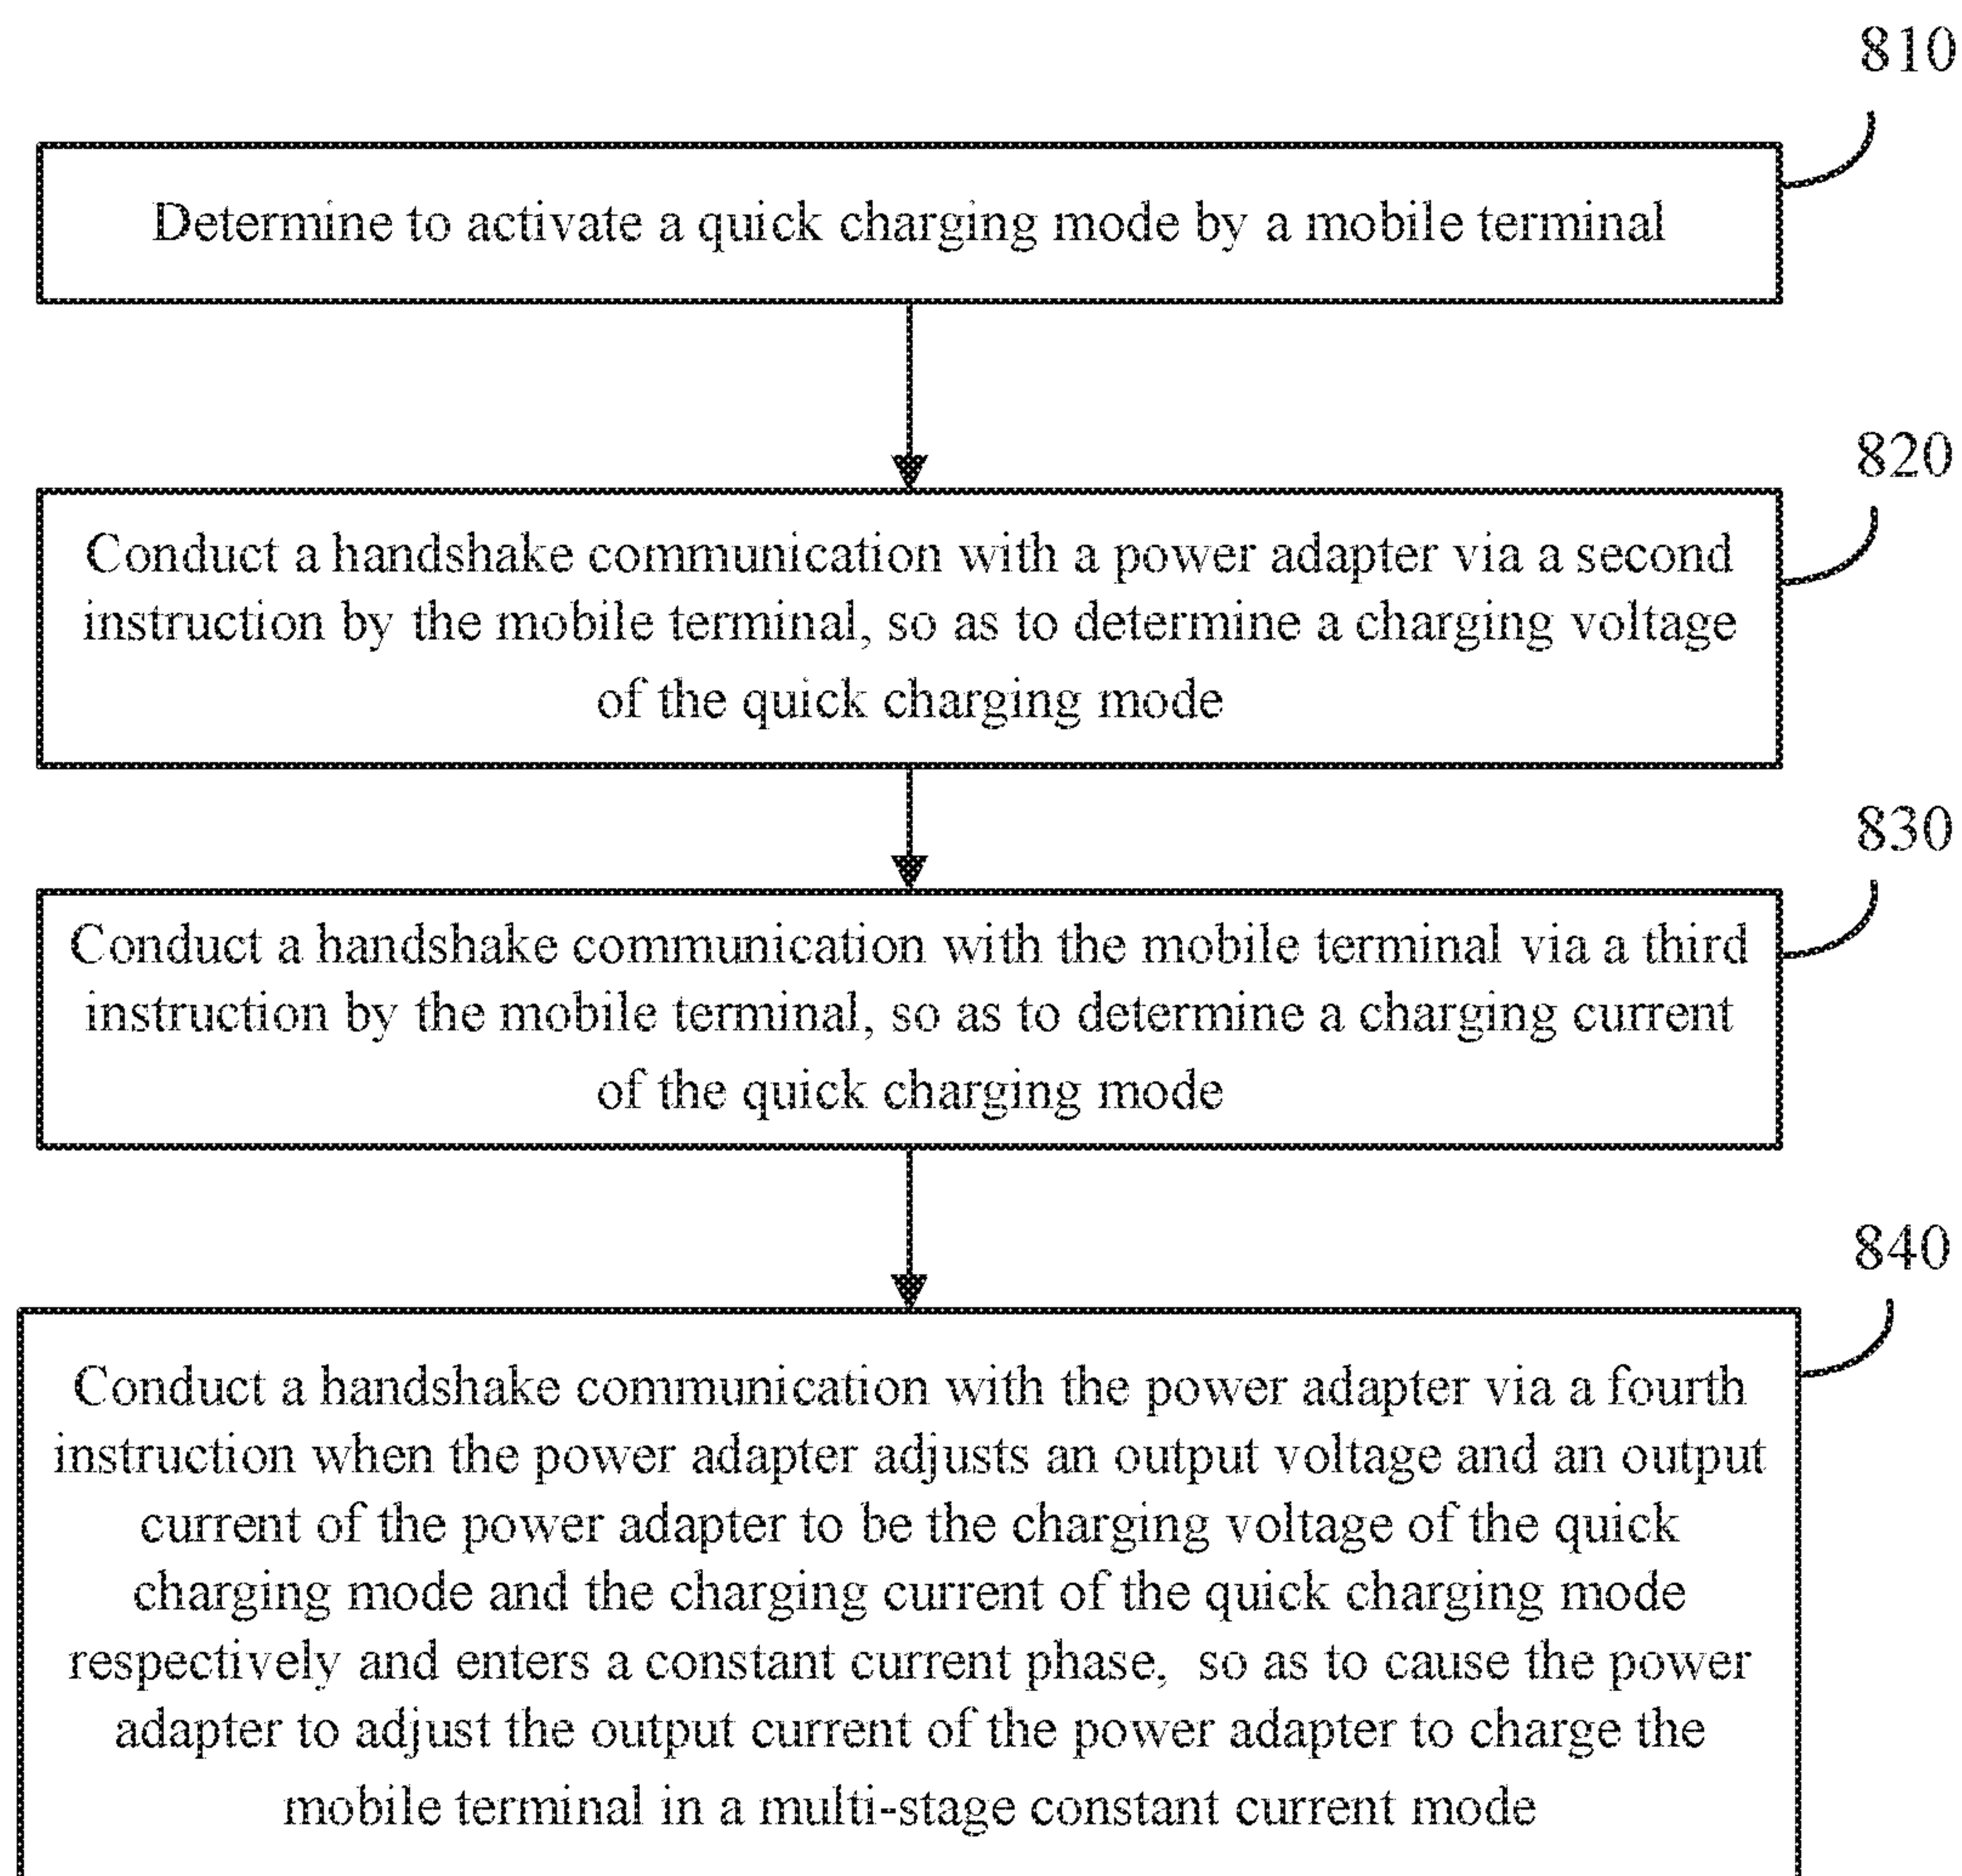 810
Determine to activate a quick charging mode by a mobile terminal
820
Conduct a handshake communication with a power adapter via a second
instruction by the mobile terminal, so as to determine a charging voltage
of the quick charging mode
830
Conduct a handshake communication with the mobile terminal via a third
instruction by the mobile terminal, so as to determine a charging current
of the quick charging mode
840
Conduct a handshake communication with the power adapter via a fourth
instruction when the power adapter adjusts an output voltage and an output
current of the power adapter to be the charging voltage of the quick
charging mode and the charging current of the quick charging mode
respectively and enters a constant current phase, so as to cause the power
adapter to adjust the output current of the power adapter to charge the
mobile terminal in a multi-stage constant current mode